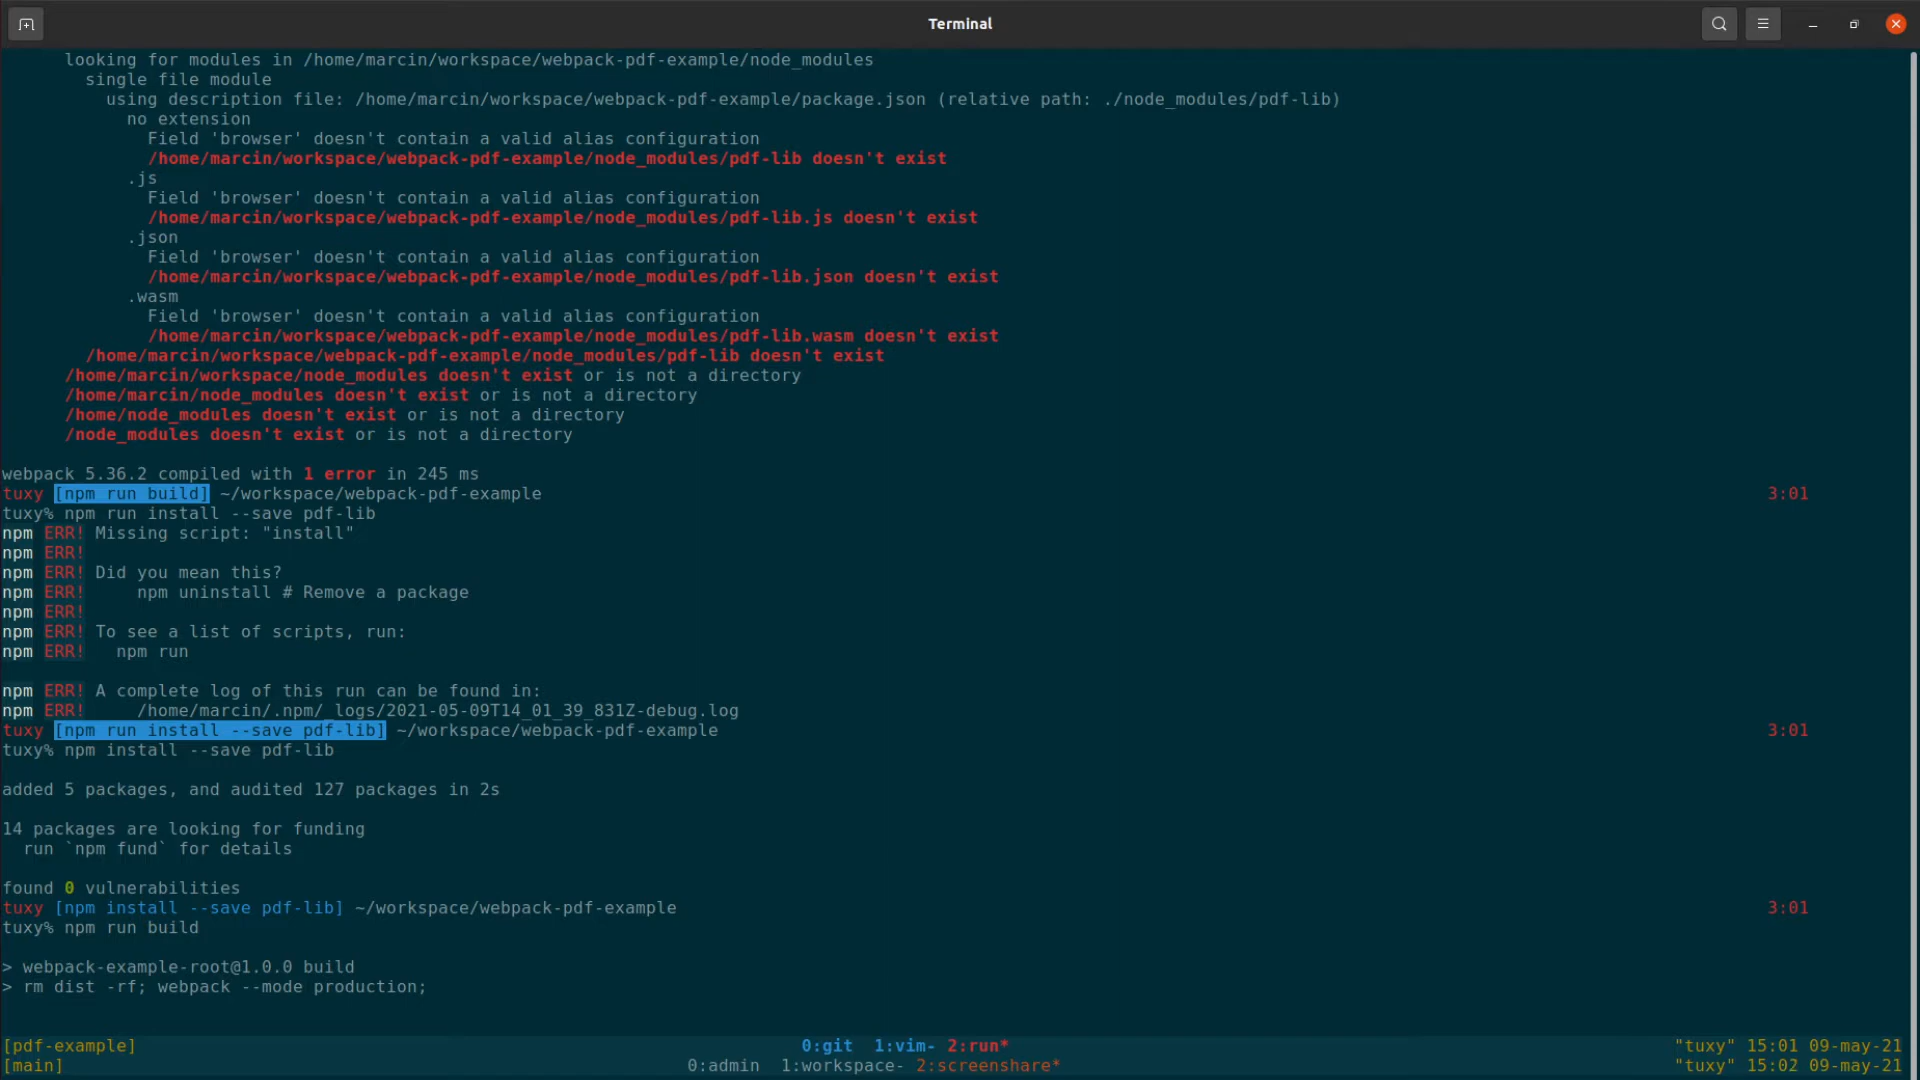 Terminal
looking for modules in /home/marcin/workspace/webpack-pdf-example/node_modules
single file module
using description file: /home/marcin/workspace/webpack-pdf-example/package.json (relative path: ./node_modules/pdf-lib)
no extension
Field 'browser' doesn't contain a valid alias configuration
/home/marcin/workspace/webpack-pdf-example/node_modules/pdf-lib doesn't exist
.js
Field 'browser' doesn't contain a valid alias configuration
/home/marcin/workspace/webpack-pdf-example/node_modules/pdf-lib.js doesn't exist
.json
Field 'browser' doesn't contain a valid alias configuration
/home/marcin/workspace/webpack-pdf-example/node_modules/pdf-lib.json doesn't exist
.wasm
Field 'browser' doesn't contain a valid alias configuration
/home/marcin/workspace/webpack-pdf-example/node_modules/pdf-lib.wasm doesn't exist
/home/marcin/workspace/webpack-pdf-example/node_modules/pdf-lib doesn't exist
/home/marcin/workspace/node_modules doesn't exist or is not a directory
/home/marcin/node_modules doesn't exist or is not a directory
/home/node_modules doesn't exist or is not a directory
/node_modules doesn't exist or is not a directory
webpack 5.36.2 compiled with 1 error in 245 ms
tuxy [npm run build] ~/workspace/webpack-pdf-example 3:01
tuxy% npm run install --save pdf-lib
npm ERR! Missing script: "install"
npm ERR!
npm ERR! Did you mean this?
npm ERR! npm uninstall # Remove a package
npm ERR!
npm ERR! To see a list of scripts, run:
npm ERR! npm run
npm ERR! A complete log of this run can be found in:
npm ERR! /home/marcin/.npm/_logs/2021-05-09T14_01_39_831Z-debug.log
tuxy [npm run install --save pdf-lib] ~/workspace/webpack-pdf-example 3:01
tuxy% npm install --save pdf-lib
added 5 packages, and audited 127 packages in 2s
14 packages are looking for funding
run `npm fund` for details
found 0 vulnerabilities
tuxy [npm install --save pdf-lib] ~/workspace/webpack-pdf-example 3:01
tuxy% npm run build
> webpack-example-root@1.0.0 build
> rm dist -rf; webpack --mode production;
[pdf-example] 0:git 1:vim- 2:run* "tuxy" 15:01 09-may-21
[main] 0:admin 1:workspace- 2:screenshare* "tuxy" 15:02 09-may-21